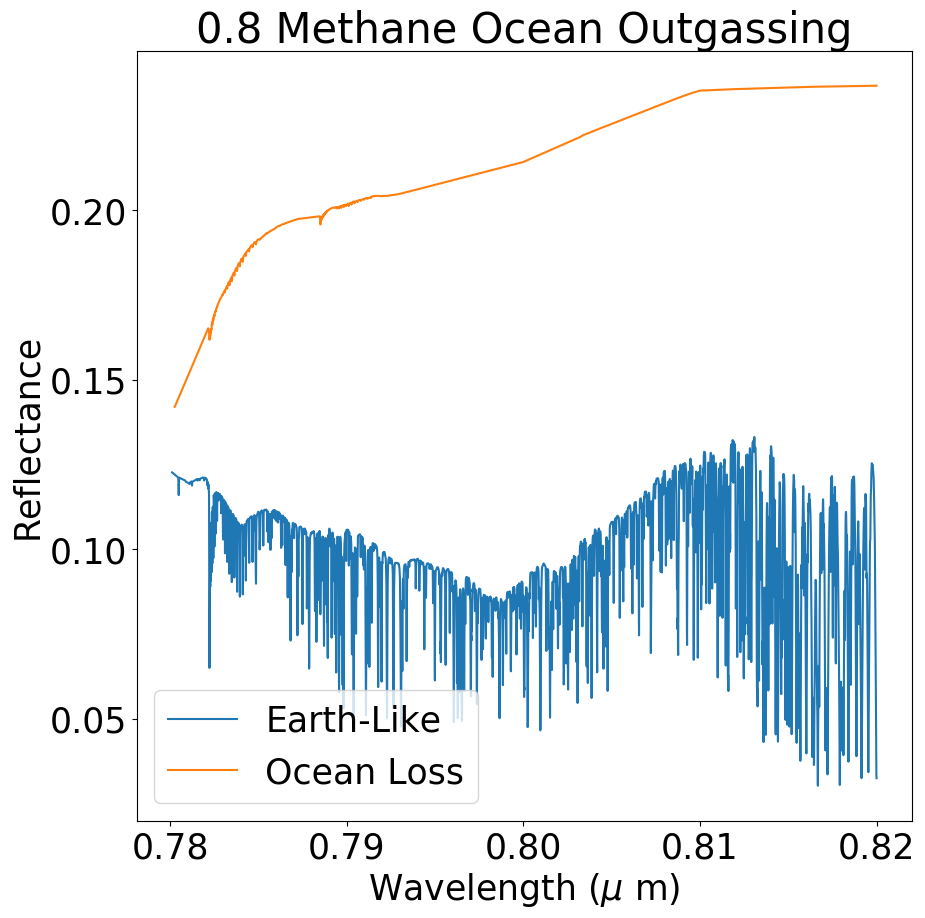 0.8 Methane Ocean Outgassing
Reflectance
0.20
0.15
0.10
0.05
Earth-Like
Ocean Loss
0.78 0.79 0.80 0.81 0.82
Wavelength (μ m)